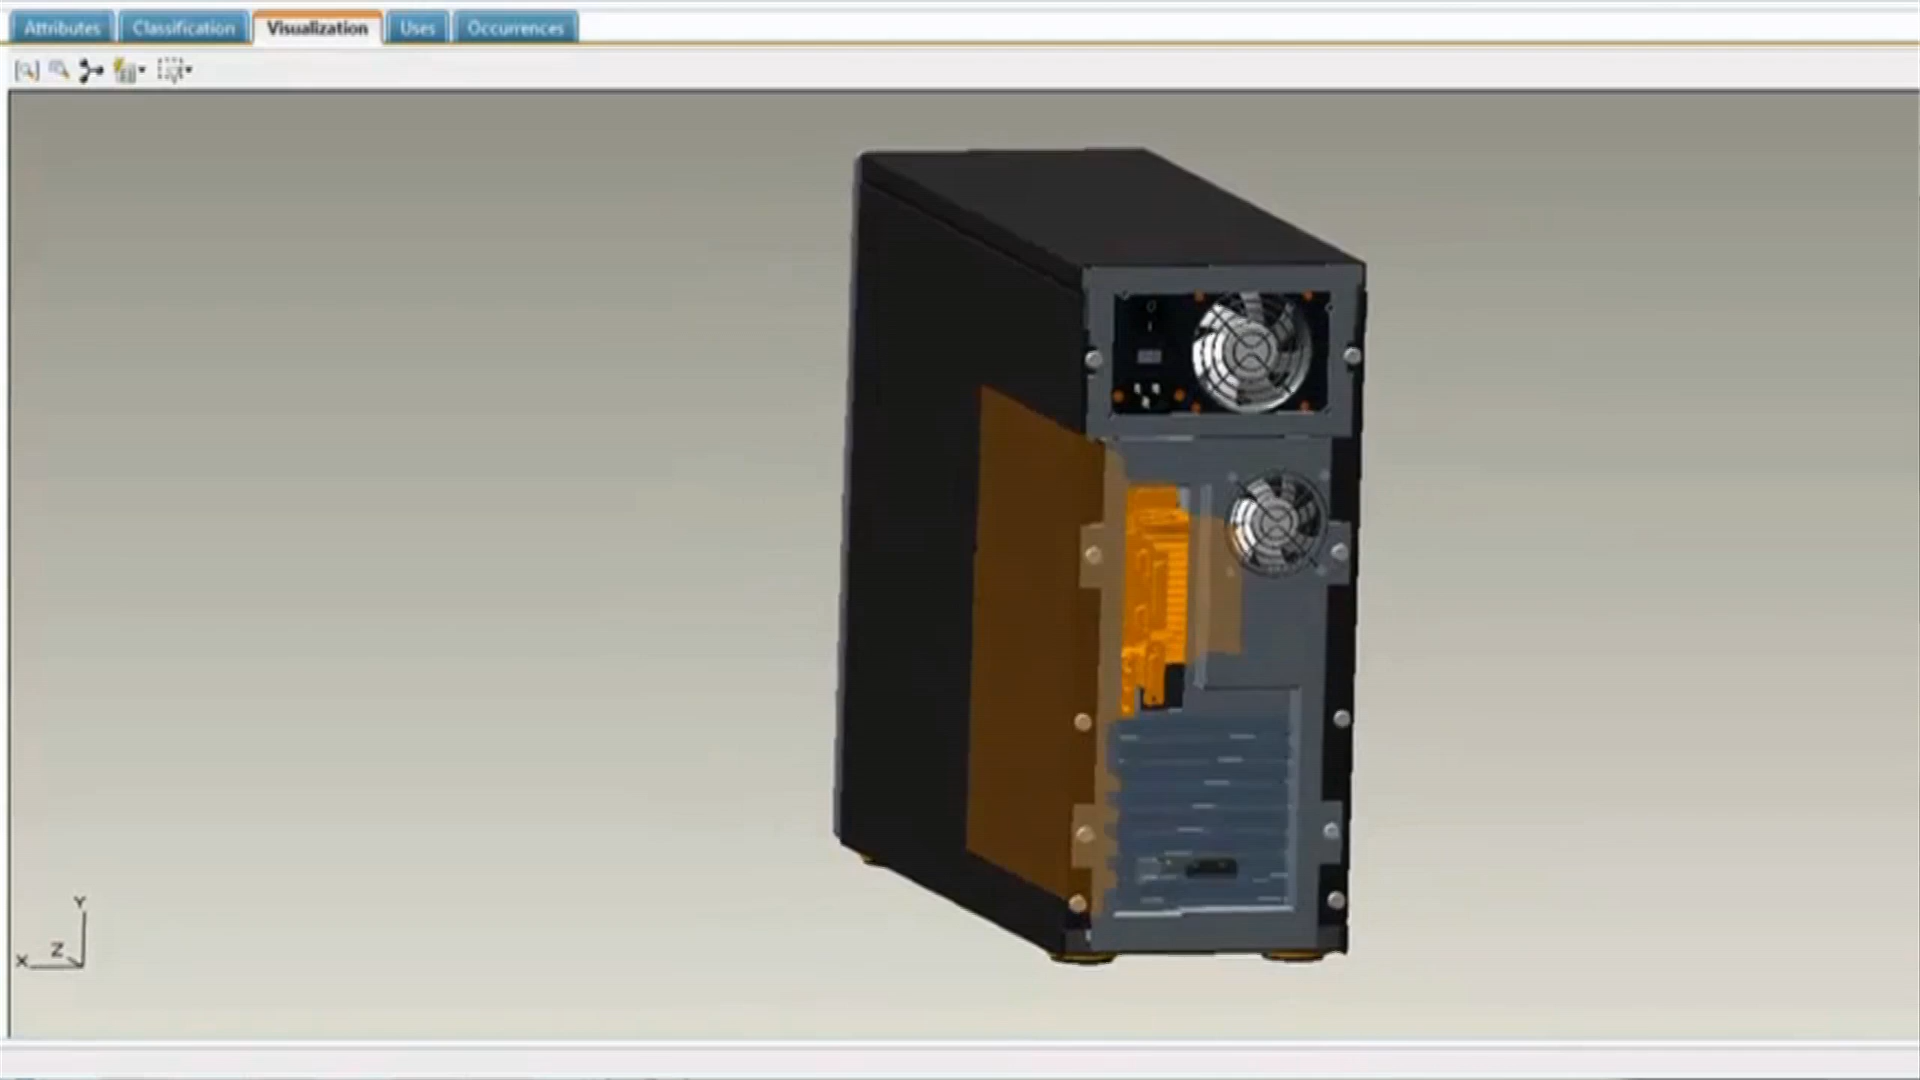 Attributes Classification Visualization Uses Occurrences
Y
Z
X